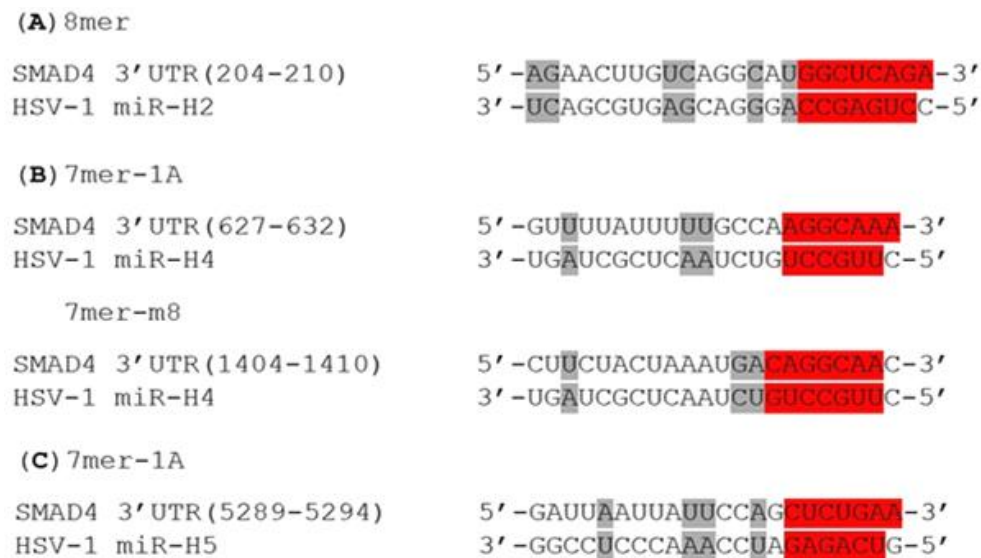 (A) 8mer
SMAD4 3′UTR(204-210) 5′-AGAACUUGUCAGGCAUGGCUCAGA-3′
HSV-1 miR-H2 3′-UCAGCGUGAGCAGGGACCGAGUCC-5′
(B) 7mer-1A
SMAD4 3′UTR(627-632) 5′-GUUUUAUUUUUGCCAAGGCAAA-3′
HSV-1 miR-H4 3′-UGAUCGCUCAAUCUGUCCGUUC-5′
7mer-m8
SMAD4 3′UTR(1404-1410) 5′-CUUCUACUAAAUGACAGGCAAC-3′
HSV-1 miR-H4 3′-UGAUCGCUCAAUCUGUCCGUUC-5′
(C) 7mer-1A
SMAD4 3′UTR(5289-5294) 5′-GAUUAAUUAUUCCAGCUCUGAA-3′
HSV-1 miR-H5 3′-GGCCUCCCAAACCUAGAGACUG-5′